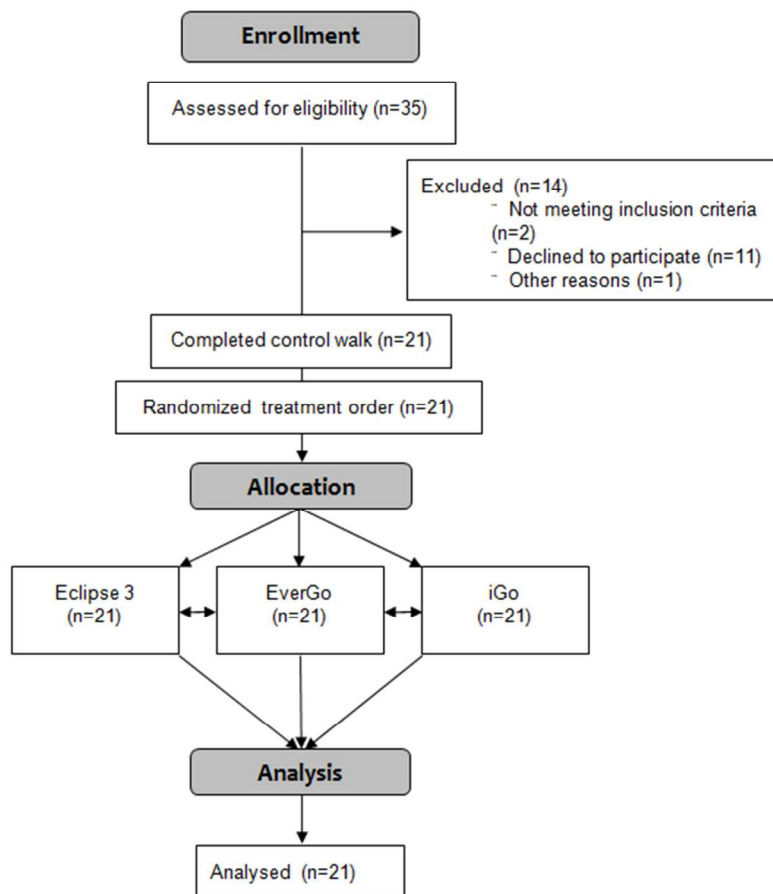 Enrollment
Assessed for eligibility (n=35)
Excluded (n=14)
- Not meeting inclusion criteria
(n=2)
- Declined to participate (n=11)
- Other reasons (n=1)
Completed control walk (n=21)
Randomized treatment order (n=21)
Allocation
Eclipse 3
(n=21)
EverGo
(n=21)
iGo
(n=21)
Analysis
Analysed (n=21)